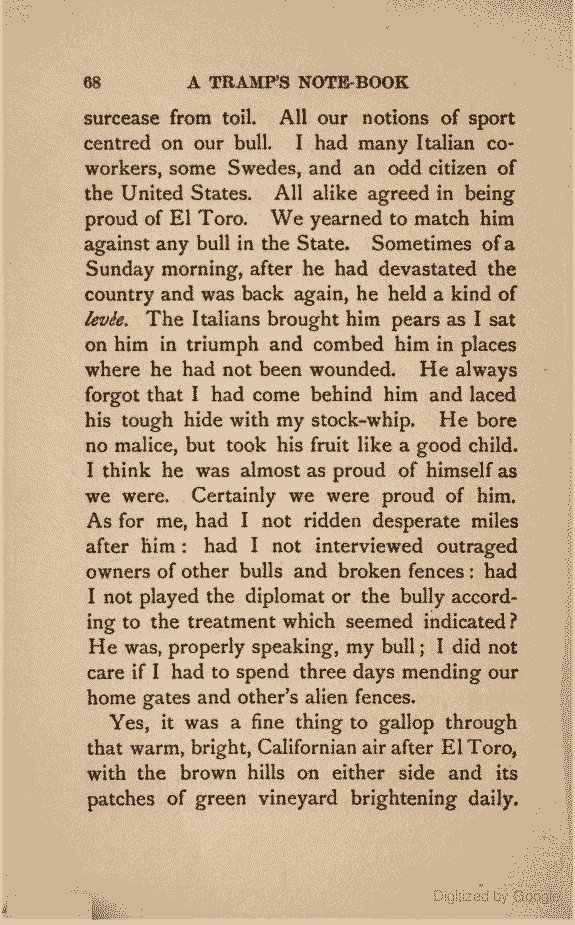 68 A TRAMP'S NOTE-BOOK
surcease from toil. All our notions of sport
centred on our bull. I had many Italian co-
workers, some Swedes, and an odd citizen of
the United States. All alike agreed in being
proud of El Toro. We yearned to match him
against any bull in the State. Sometimes of a
Sunday morning, after he had devastated the
country and was back again, he held a kind of
levée. The Italians brought him pears as I sat
on him in triumph and combed him in places
where he had not been wounded. He always
forgot that I had come behind him and laced
his tough hide with my stock-whip. He bore
no malice, but took his fruit like a good child.
I think he was almost as proud of himself as
we were. Certainly we were proud of him.
As for me, had I not ridden desperate miles
after him : had I not interviewed outraged
owners of other bulls and broken fences : had
I not played the diplomat or the bully accord-
ing to the treatment which seemed indicated ?
He was, properly speaking, my bull ; I did not
care if I had to spend three days mending our
home gates and other's alien fences.
Yes, it was a fine thing to gallop through
that warm, bright, Californian air after El Toro,
with the brown hills on either side and its
patches of green vineyard brightening daily.
Digitized by Google